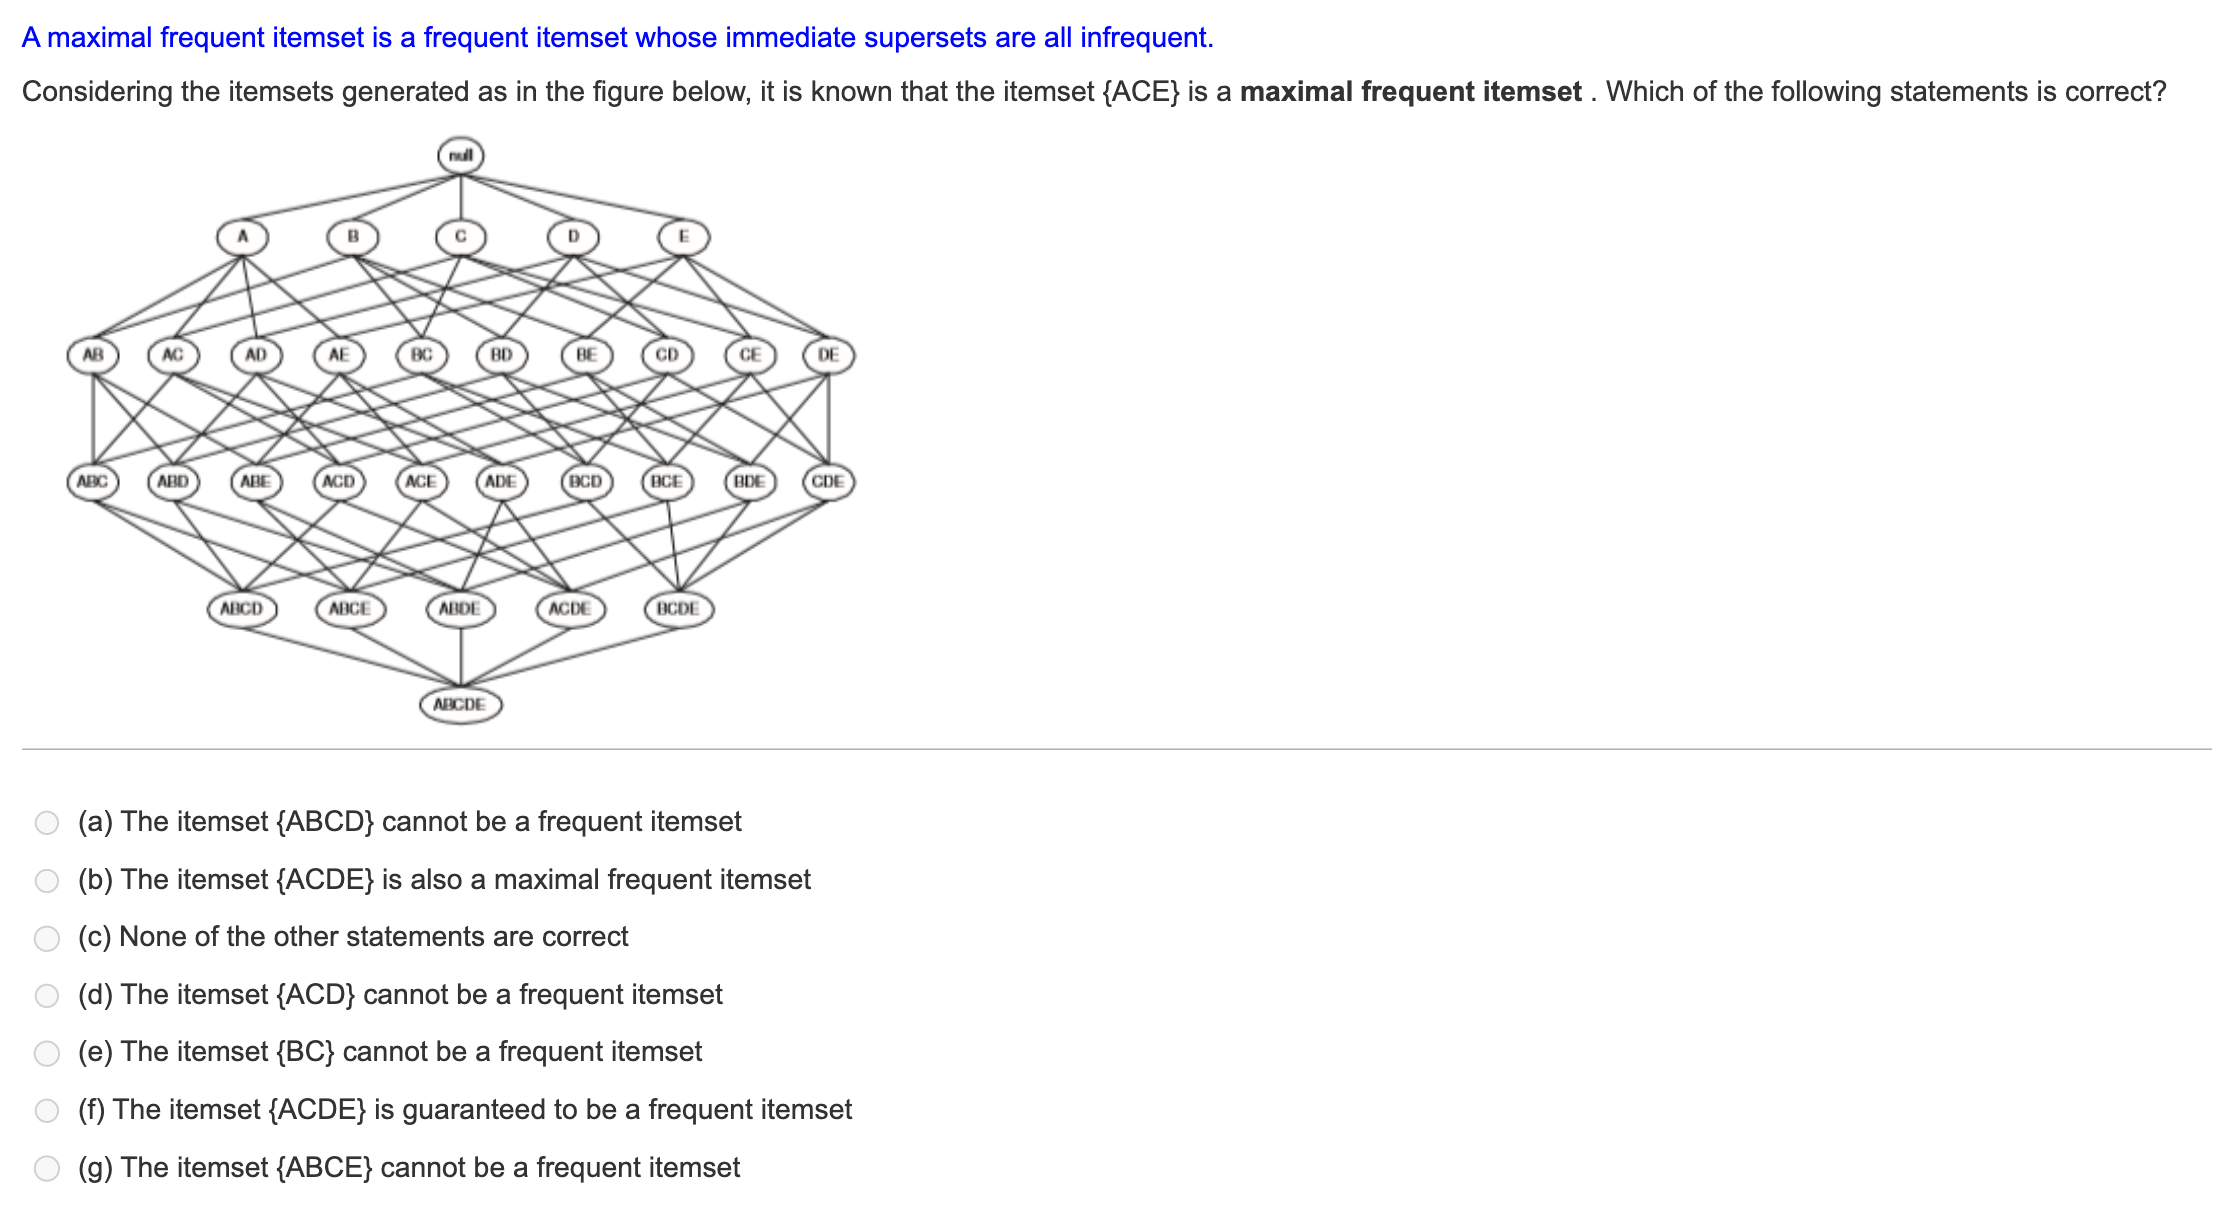 A maximal frequent itemset is a frequent itemset whose immediate supersets are all infrequent.
Considering the itemsets generated as in the figure below, it is known that the itemset {ACE} is a maximal frequent itemset . Which of the following statements is correct?
null
A B C D E
AB AC AD AE BC BD BE CD CE DE
ABC ABD ABE ACD ACE ADE BCD BCE BDE CDE
ABCD ABCE ABDE ACDE BCDE
ABCDE
(a) The itemset {ABCD} cannot be a frequent itemset
(b) The itemset {ACDE} is also a maximal frequent itemset
(c) None of the other statements are correct
(d) The itemset {ACD} cannot be a frequent itemset
(e) The itemset {BC} cannot be a frequent itemset
(f) The itemset {ACDE} is guaranteed to be a frequent itemset
(g) The itemset {ABCE} cannot be a frequent itemset